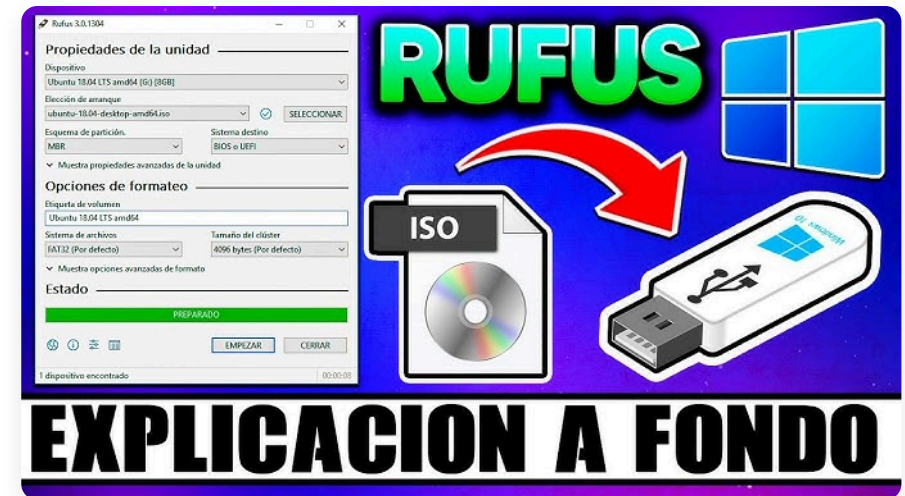 Rufus 3.0.1304
Propiedades de la unidad
Dispositivo
Ubuntu 18.04 LTS amd64 (G:) [8GB]
Elección de arranque
ubuntu-18.04-desktop-amd64.iso
SELECCIONAR
Esquema de partición.
Sistema destino
MBR
BIOS o UEFI
Muestra propiedades avanzadas de la unidad
Opciones de formateo
Etiqueta de volumen
Ubuntu 18.04 LTS amd64
Sistema de archivos
Tamaño del clúster
FAT32 (Por defecto)
4096 bytes (Por defecto)
Muestra opciones avanzadas de formato
Estado
PREPARADO
EMPEZAR
CERRAR
1 dispositivo encontrado
00:00:03
RUFUS
ISO
Windows 10
EXPLICACION A FONDO